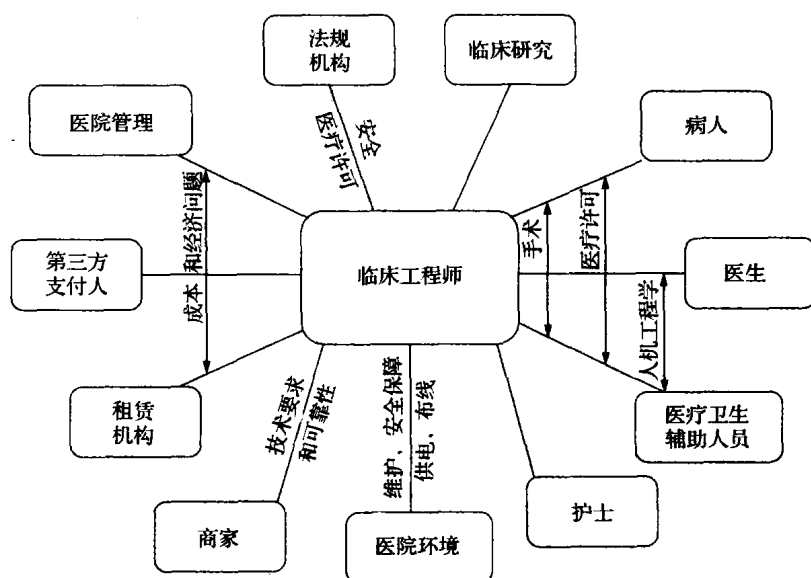 法规
机构
临床研究
医院管理
病人
医疗许可
安全
成本 和经济问题
手术
医疗许可
第三方
支付人
临床工程师
医生
人机工程学
租赁
机构
技术要求
和可靠性
维护、安全保障
供电、布线
医疗卫生
辅助人员
商家
医院环境
护士